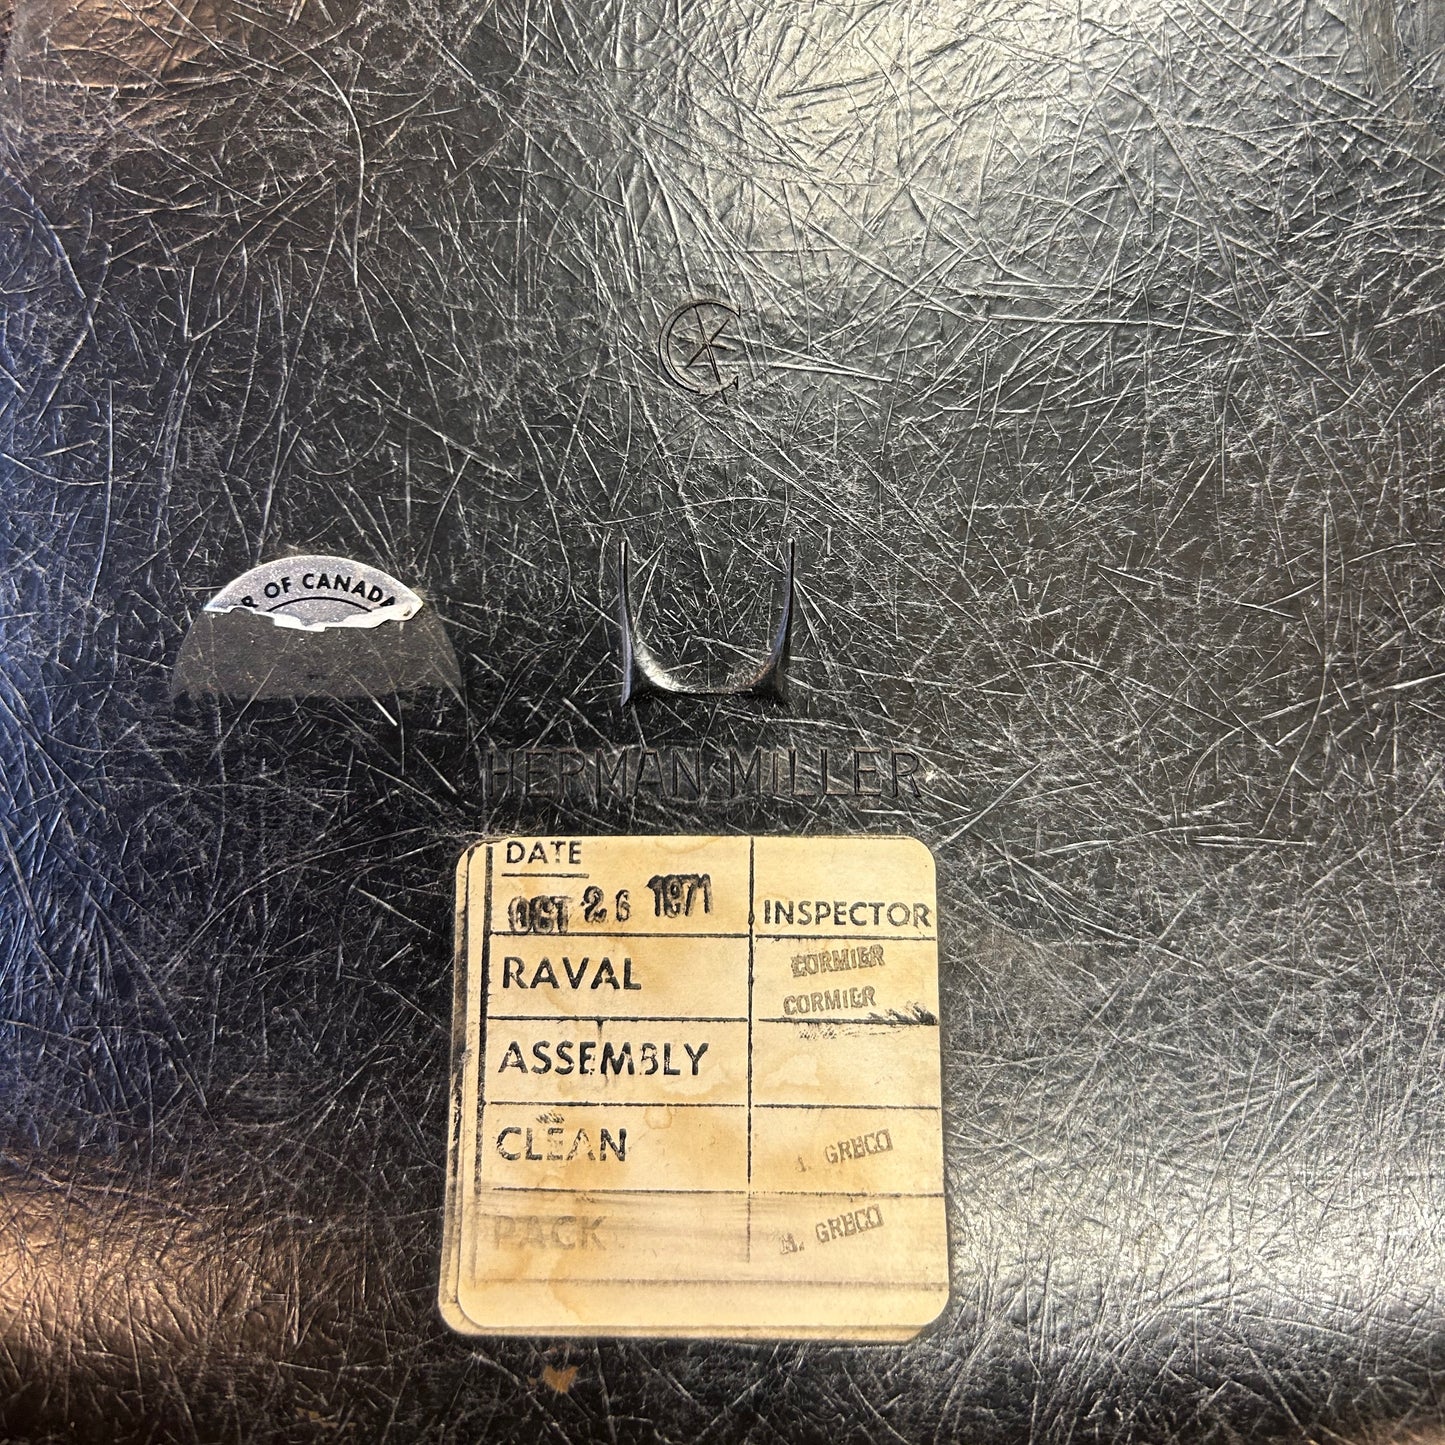 OF CANADA
HERMAN MILLER
DATE
OCT 26 1971
INSPECTOR
RAVAL
CORMIER
CORMIER
ASSEMBLY
CLEAN
GRECO
PACK
GRECO